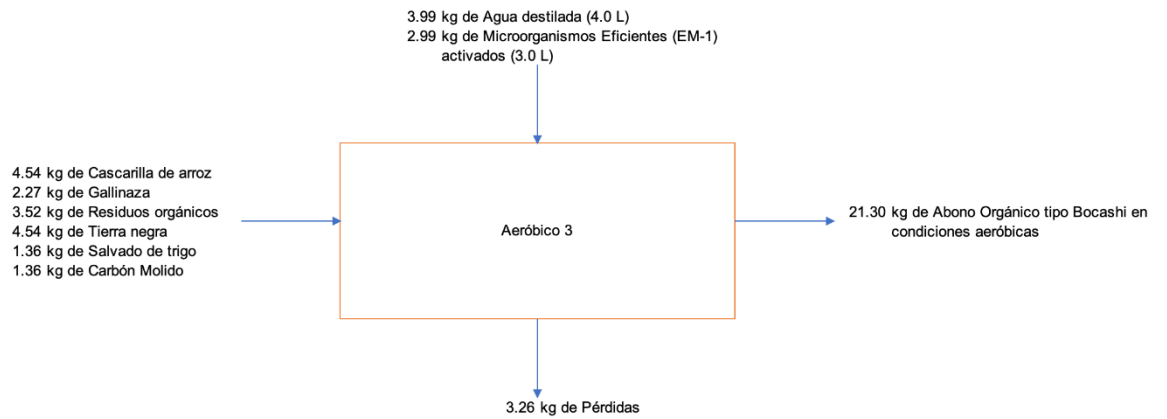 3.99 kg de Agua destilada (4.0 L)
2.99 kg de Microorganismos Eficientes (EM-1)
activados (3.0 L)
4.54 kg de Cascarilla de arroz
2.27 kg de Gallinaza
3.52 kg de Residuos orgánicos
4.54 kg de Tierra negra
1.36 kg de Salvado de trigo
1.36 kg de Carbón Molido
Aeróbico 3
21.30 kg de Abono Orgánico tipo Bocashi en
condiciones aeróbicas
3.26 kg de Pérdidas